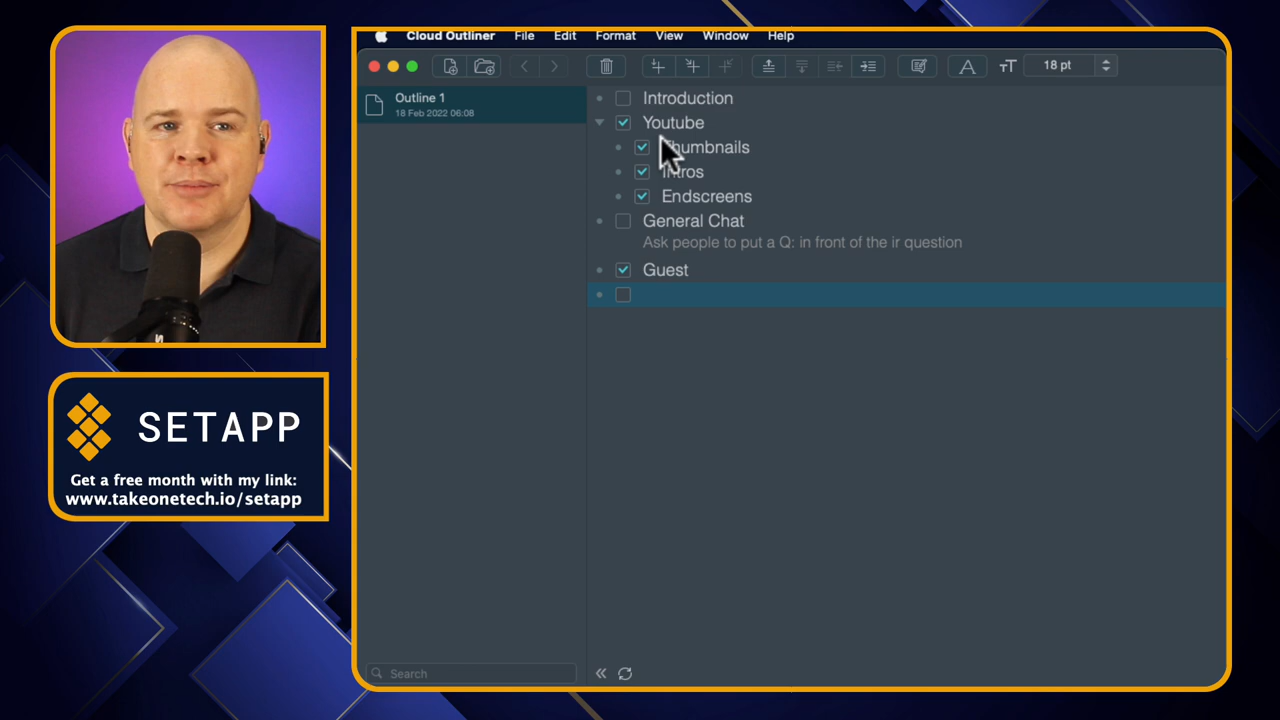 Cloud Outliner File Edit Format View Window Help
18 pt
Outline 1
18 Feb 2022 06:08
Introduction
Youtube
Thumbnails
Intros
Endscreens
General Chat
Ask people to put a Q: in front of the ir question
Guest
Search
SETAPP
Get a free month with my link:
www.takeonetech.io/setapp